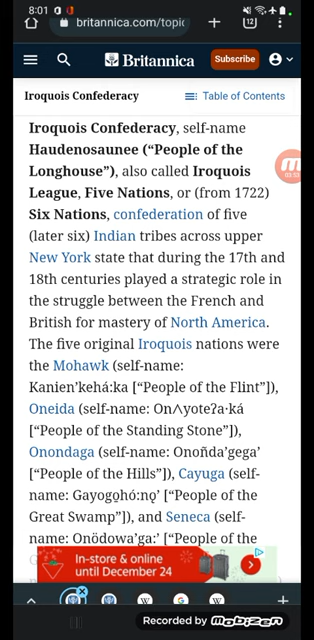 8:01
britannica.com/topic
12
Britannica
Subscribe
Iroquois Confederacy
Table of Contents
Iroquois Confederacy, self-name
Haudenosaunee (“People of the
Longhouse”), also called Iroquois
League, Five Nations, or (from 1722)
Six Nations, confederation of five
(later six) Indian tribes across upper
New York state that during the 17th and
18th centuries played a strategic role in
the struggle between the French and
British for mastery of North America.
The five original Iroquois nations were
the Mohawk (self-name:
Kanien’kehá:ka [“People of the Flint”]),
Oneida (self-name: Onʌyoteʔa·ká
[“People of the Standing Stone”]),
Onondaga (self-name: Onoñda’gega’
[“People of the Hills”]), Cayuga (self-
name: Gayogo̱hó:nǫ’ [“People of the
Great Swamp”]), and Seneca (self-
name: Onödowa’ga:’ [“People of the
In-store & online
until December 24
Recorded by MOBIZEN